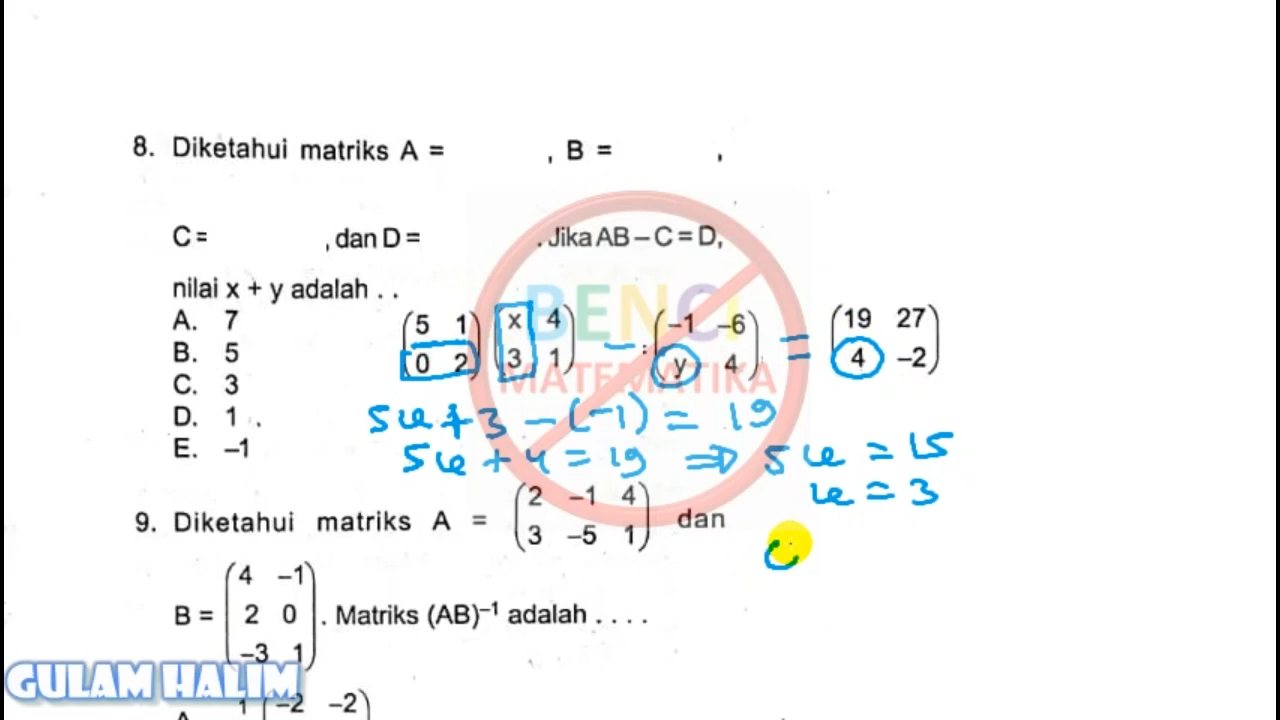 8. Diketahui matriks A = , B = ,
C = , dan D = . Jika AB – C = D,
nilai x + y adalah . .
A. 7
B. 5
C. 3
D. 1 .
E. –1
(5 1) (x 4) – (–1 –6) = (19 27)
(0 2) (3 1) (y 4) (4 –2)
BENCI
MATEMATIKA
5x + 3 – (–1) = 19
5x + 4 = 19 ⇒ 5x = 15
x = 3
9. Diketahui matriks A = (2 –1 4) dan
(3 –5 1)
(4 –1)
B = (2 0) . Matriks (AB)⁻¹ adalah . . . .
(–3 1)
GULAM HALIM
A. 1 (–2 –2)